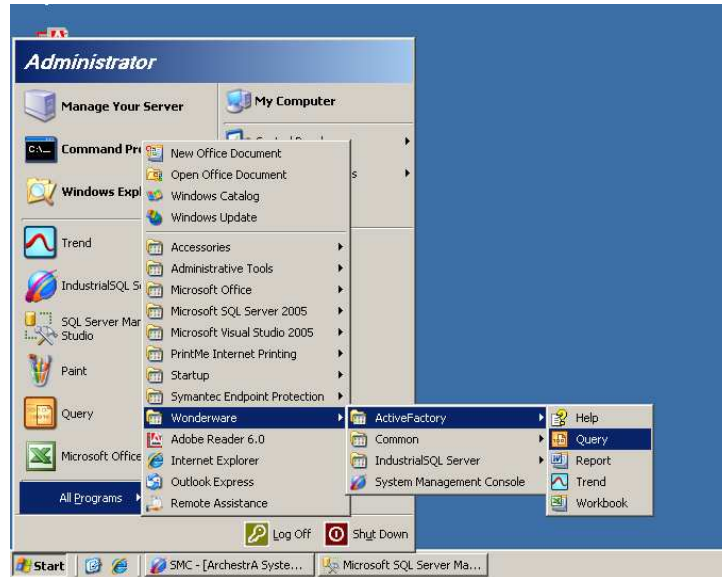 Administrator
Manage Your Server
My Computer
C:\_
Command Pr
Windows Expl
Trend
IndustrialSQL S
SQL Server Mar
Studio
Paint
Query
Microsoft Office
All Programs
New Office Document
Open Office Document
Windows Catalog
Windows Update
s
Accessories
Administrative Tools
Microsoft Office
Microsoft SQL Server 2005
Microsoft Visual Studio 2005
PrintMe Internet Printing
Startup
Symantec Endpoint Protection
Wonderware
Adobe Reader 6.0
Internet Explorer
Outlook Express
Remote Assistance
ActiveFactory
Common
IndustrialSQL Server
System Management Console
Help
Query
Report
Trend
Workbook
Log Off
Shut Down
Start
SMC - [ArchestrA Syste...
Microsoft SQL Server Ma...